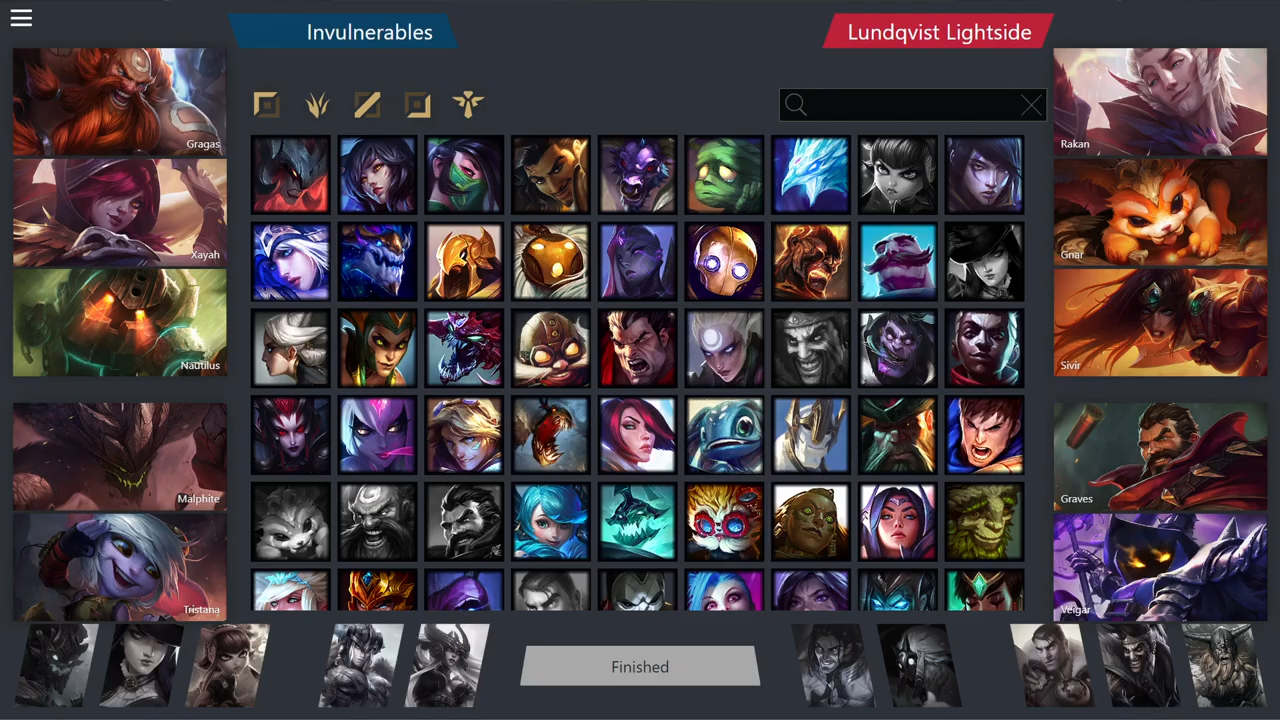 Invulnerables
Lundqvist Lightside
Gragas
Xayah
Nautilus
Malphite
Tristana
Rakan
Gnar
Sivir
Graves
Veigar
Finished